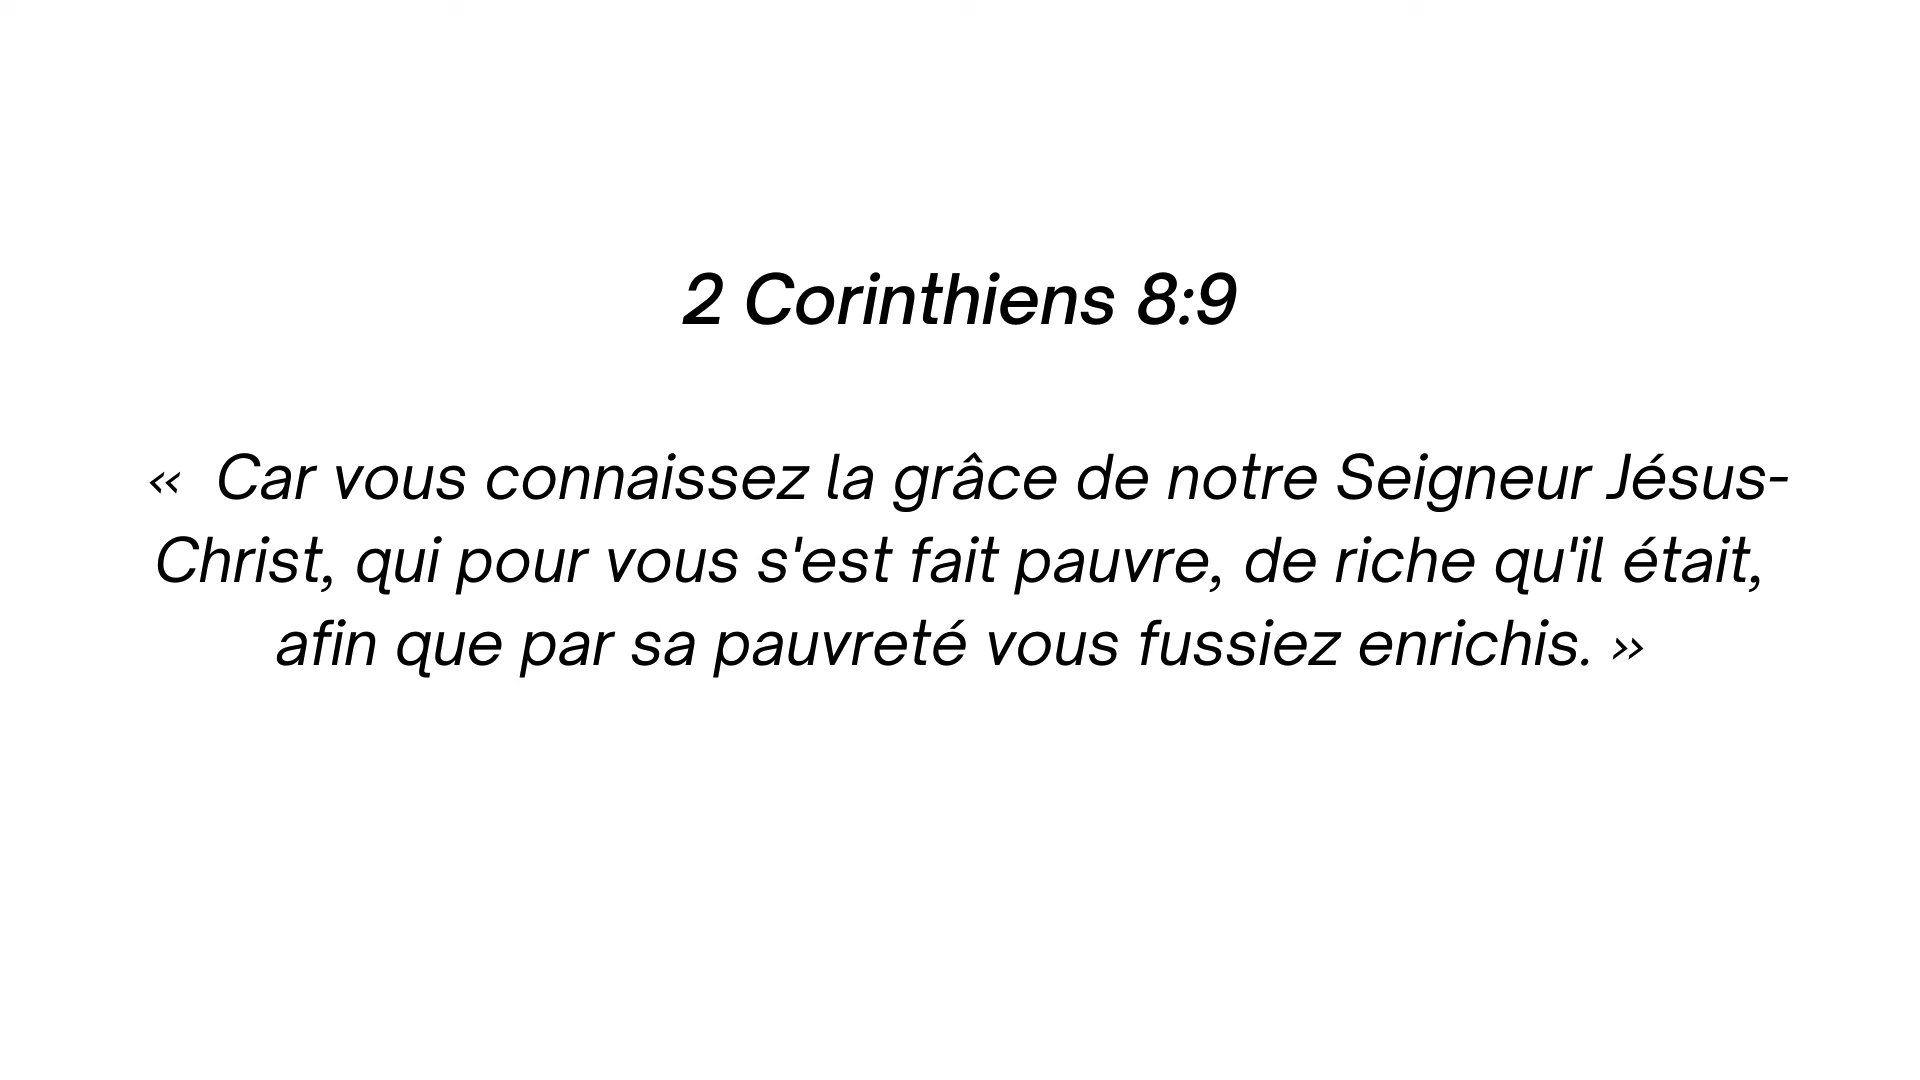 2 Corinthiens 8:9
«  Car vous connaissez la grâce de notre Seigneur Jésus-
Christ, qui pour vous s'est fait pauvre, de riche qu'il était,
afin que par sa pauvreté vous fussiez enrichis. »